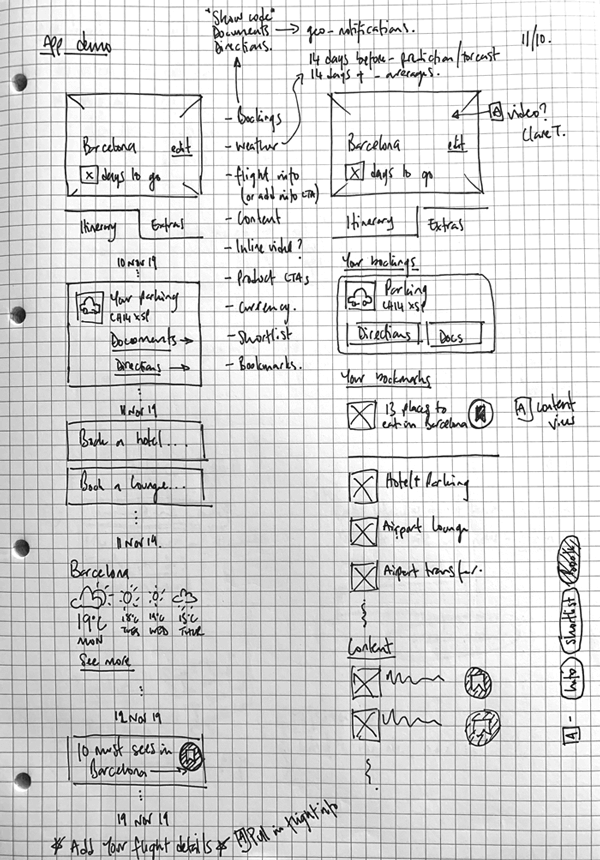 App demo
"Show code"
Documents
Directions.
geo-notifications.
14 days before - prediction/forecast
14 days + - averages.
11/10.
Barcelona
edit
x days to go
Itinerary
Extras
10 Nov 19
Your parking
CA14 XSP
Documents →
Directions →
11 Nov 19
Book a hotel...
Book a lounge...
11 Nov 19.
Barcelona
19°C
18°C
19°C
15°C
MON
TUES
WED
THUR
See more
12 Nov 19
10 must sees in
Barcelona
19 Nov 19
* Add your flight details *
A Pull in flight info
- Bookings
- Weather
- flight info
(or add info CTA)
- Content
- Inline video?
- Product CTAs
- Currency.
- Shortlist
- Bookmarks.
A video?
Clare T.
Barcelona
edit
x days to go
Itinerary
Extras
Your bookings
Parking
CA14 XSP
Directions
Docs
Your bookmarks
13 places to
eat in Barcelona
A content
views
Hotel + Parking
Airport Lounge
Airport transfer.
Content
A - Info Shortlist Book